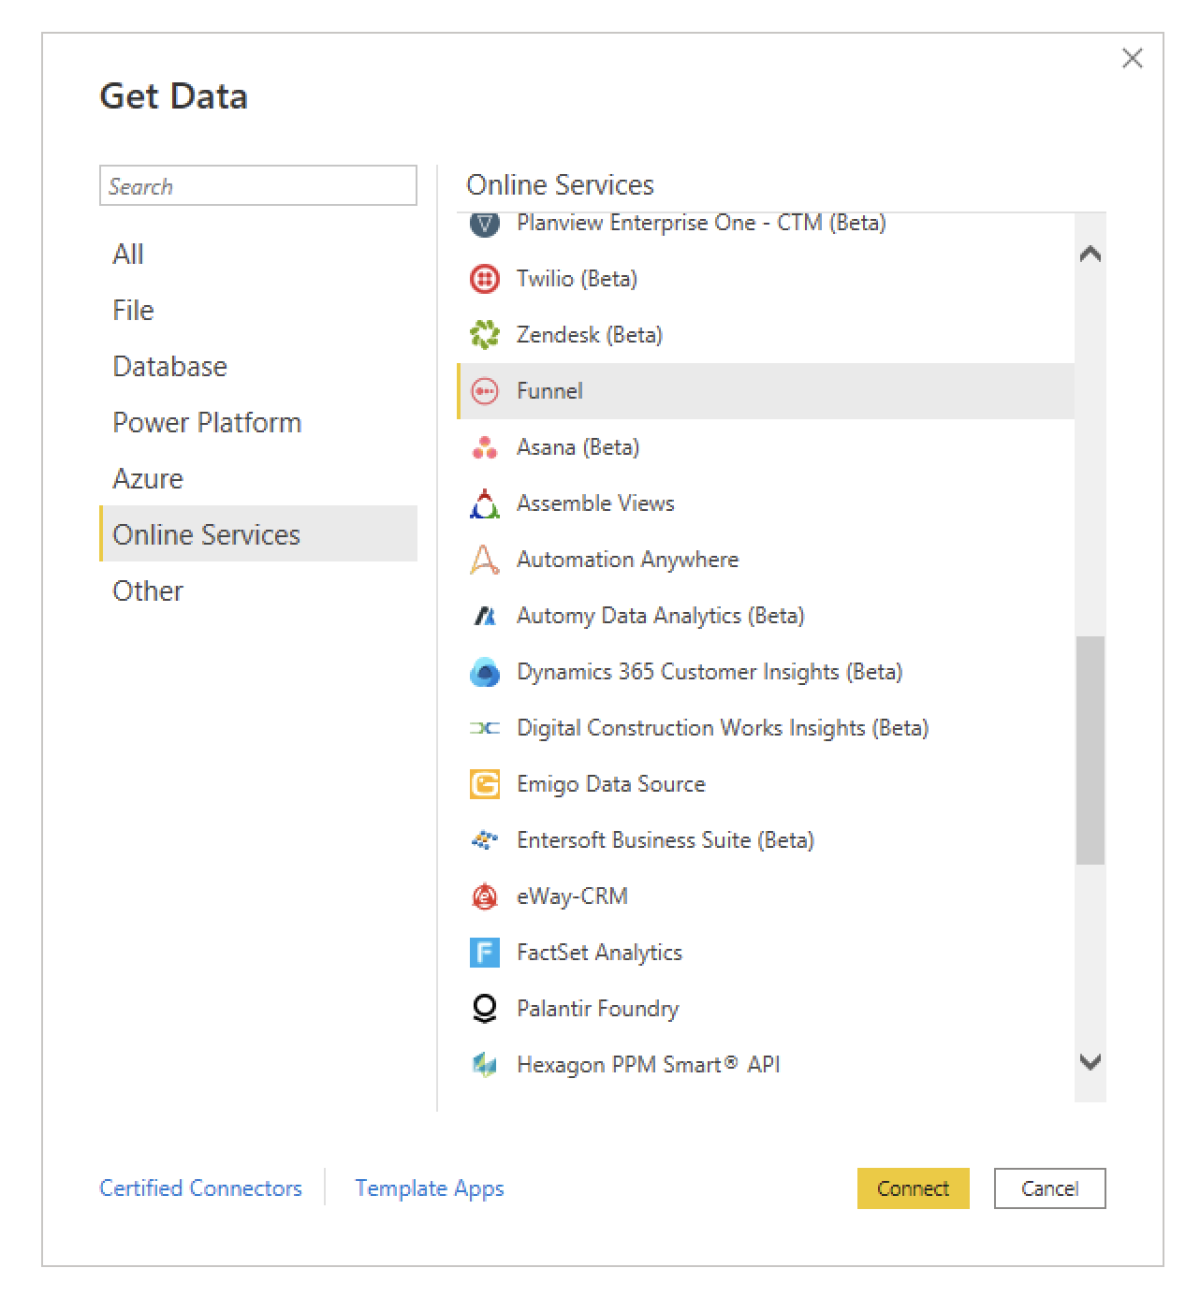 Get Data
Search
All
File
Database
Power Platform
Azure
Online Services
Other
Online Services
Planview Enterprise One - CTM (Beta)
Twilio (Beta)
Zendesk (Beta)
Funnel
Asana (Beta)
Assemble Views
Automation Anywhere
Automy Data Analytics (Beta)
Dynamics 365 Customer Insights (Beta)
Digital Construction Works Insights (Beta)
Emigo Data Source
Entersoft Business Suite (Beta)
eWay-CRM
FactSet Analytics
Palantir Foundry
Hexagon PPM Smart® API
Certified Connectors
Template Apps
Connect
Cancel